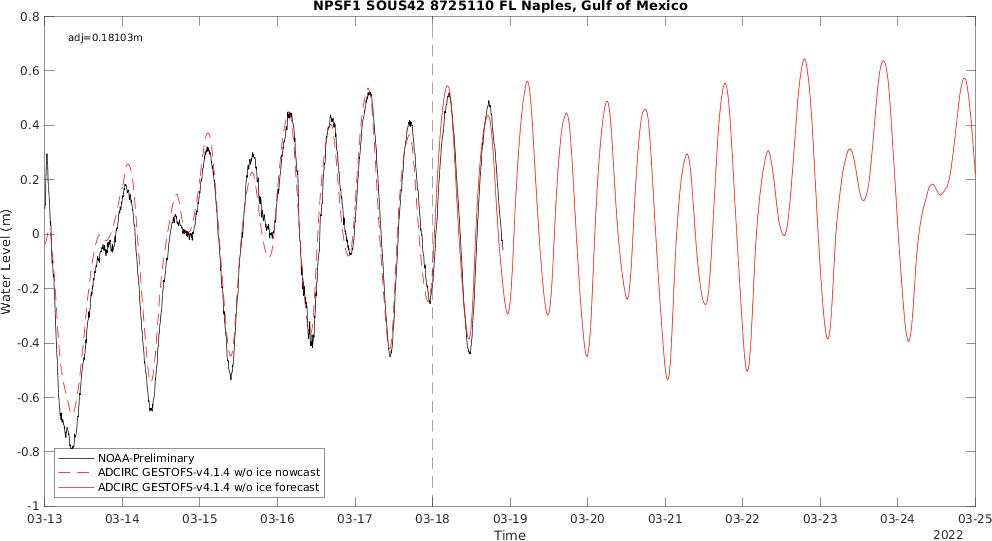 NPSF1 SOUS42 8725110 FL Naples, Gulf of Mexico
adj=0.18103m
0.8
0.6
0.4
0.2
0
-0.2
-0.4
-0.6
-0.8
-1
Water Level (m)
NOAA-Preliminary
ADCIRC GESTOFS-v4.1.4 w/o ice nowcast
ADCIRC GESTOFS-v4.1.4 w/o ice forecast
03-13 03-14 03-15 03-16 03-17 03-18 03-19 03-20 03-21 03-22 03-23 03-24 03-25
Time
2022